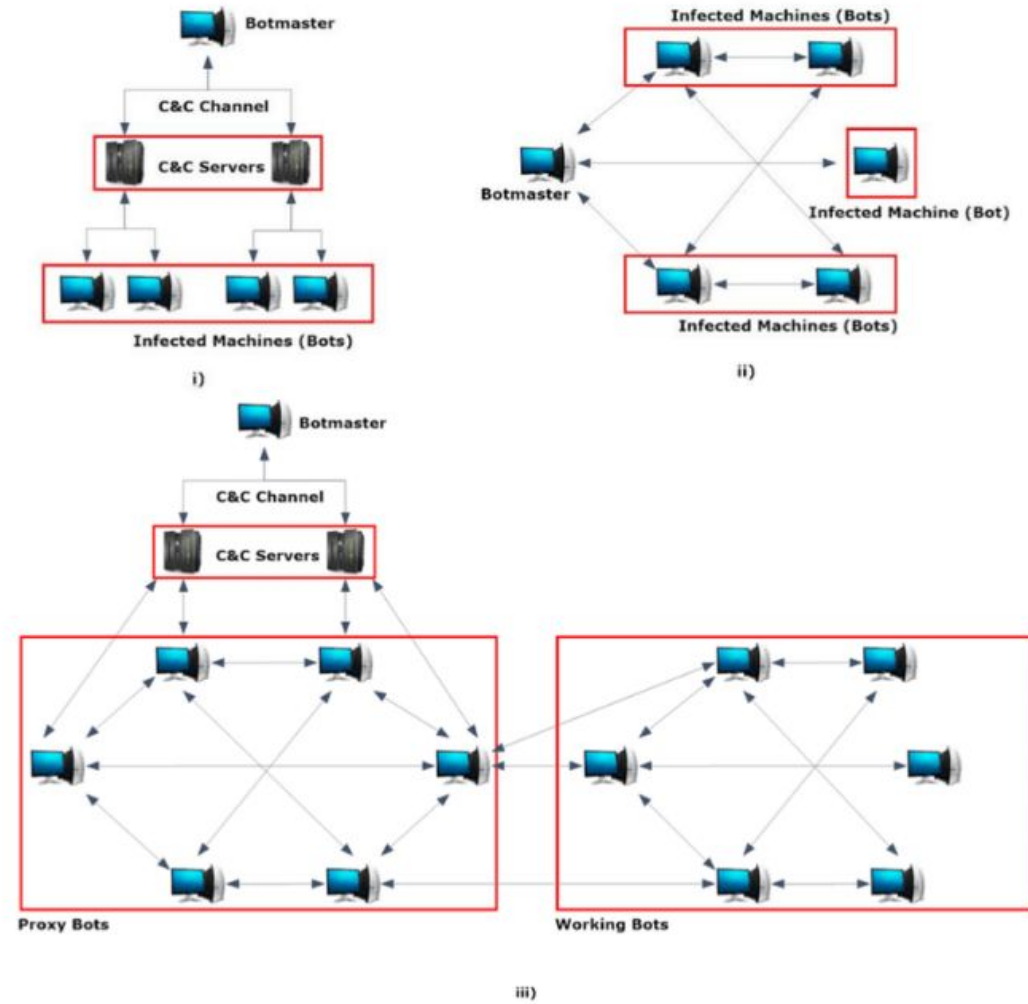 Botmaster
C&C Channel
C&C Servers
Infected Machines (Bots)
i)
Infected Machines (Bots)
Botmaster
Infected Machine (Bot)
Infected Machines (Bots)
ii)
Botmaster
C&C Channel
C&C Servers
Proxy Bots
Working Bots
iii)